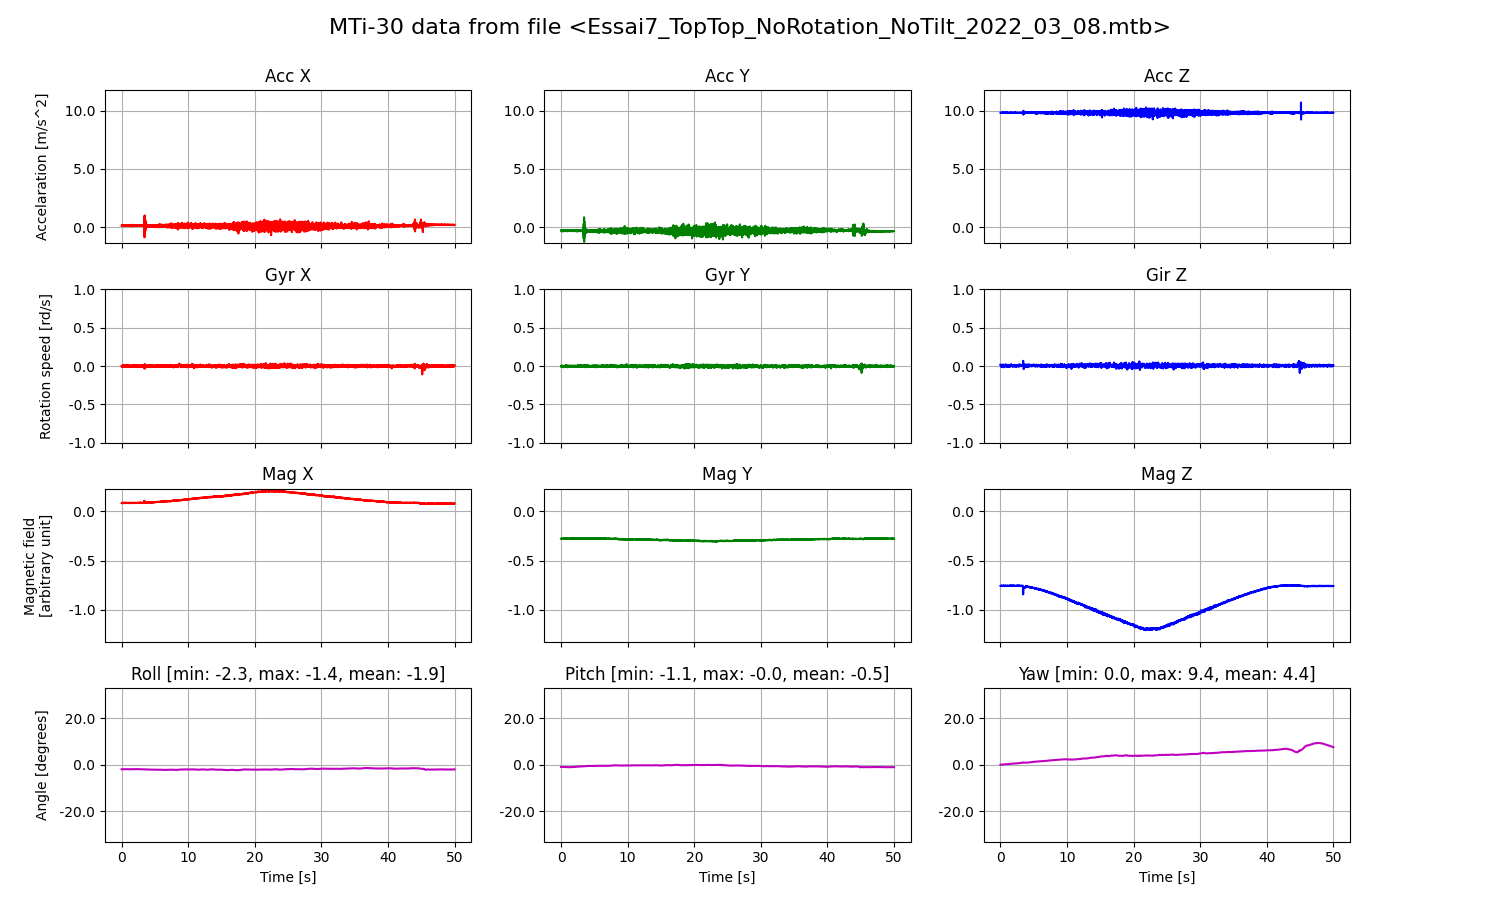 MTi-30 data from file <Essai7_TopTop_NoRotation_NoTilt_2022_03_08.mtb>
Acc X
Acc Y
Acc Z
Accelaration [m/s^2]
10.0
5.0
0.0
10.0
5.0
0.0
10.0
5.0
0.0
Gyr X
Gyr Y
Gir Z
Rotation speed [rd/s]
1.0
0.5
0.0
-0.5
-1.0
1.0
0.5
0.0
-0.5
-1.0
1.0
0.5
0.0
-0.5
-1.0
Mag X
Mag Y
Mag Z
Magnetic field
[arbitrary unit]
0.0
-0.5
-1.0
0.0
-0.5
-1.0
0.0
-0.5
-1.0
Roll [min: -2.3, max: -1.4, mean: -1.9]
Pitch [min: -1.1, max: -0.0, mean: -0.5]
Yaw [min: 0.0, max: 9.4, mean: 4.4]
Angle [degrees]
20.0
0.0
-20.0
20.0
0.0
-20.0
20.0
0.0
-20.0
0 10 20 30 40 50
0 10 20 30 40 50
0 10 20 30 40 50
Time [s]
Time [s]
Time [s]